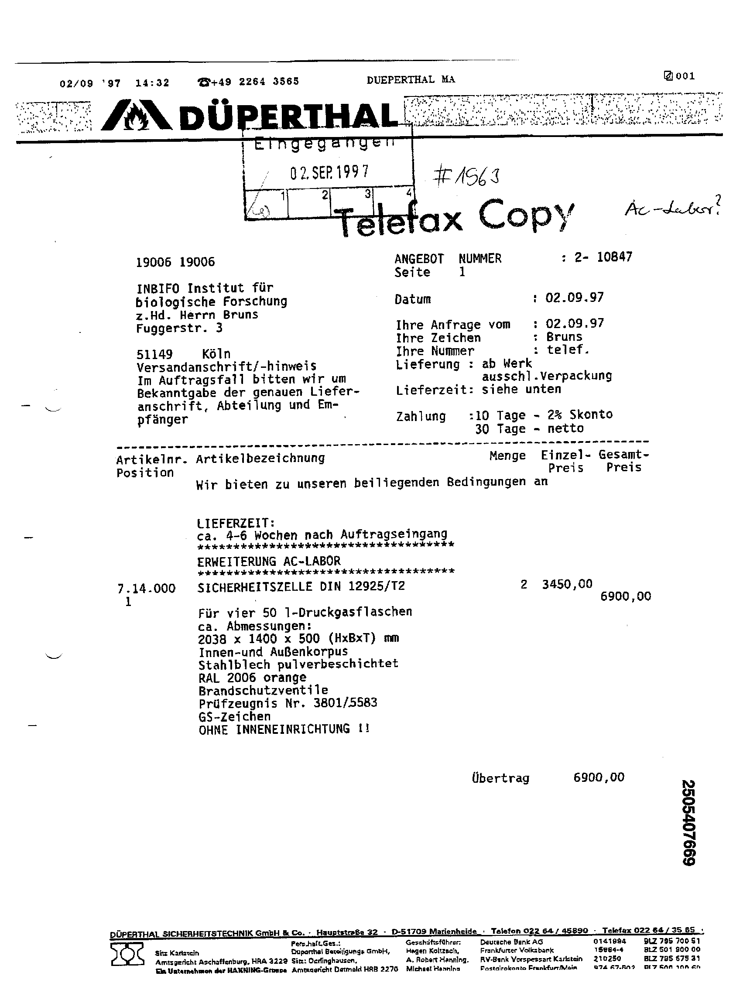 02/09 '97 14:32 ☎+49 2264 3565 DUEPERTHAL MA 001
DÜPERTHAL
Eingegangen
02. SEP. 1997
1 2 3 4
#1563
Telefax Copy
Ac-Labor?
19006 19006
INBIFO Institut für
biologische Forschung
z.Hd. Herrn Bruns
Fuggerstr. 3
51149 Köln
Versandanschrift/-hinweis
Im Auftragsfall bitten wir um
Bekanntgabe der genauen Liefer-
anschrift, Abteilung und Em-
pfänger
ANGEBOT NUMMER : 2- 10847
Seite 1
Datum : 02.09.97
Ihre Anfrage vom : 02.09.97
Ihre Zeichen : Bruns
Ihre Nummer : telef.
Lieferung : ab Werk
ausschl.Verpackung
Lieferzeit: siehe unten
Zahlung :10 Tage - 2% Skonto
30 Tage - netto
Artikelnr. Artikelbezeichnung Menge Einzel- Gesamt-
Position Preis Preis
Wir bieten zu unseren beiliegenden Bedingungen an
LIEFERZEIT:
ca. 4-6 Wochen nach Auftragseingang
************************************
ERWEITERUNG AC-LABOR
************************************
7.14.000 SICHERHEITSZELLE DIN 12925/T2 2 3450,00
1 6900,00
Für vier 50 l-Druckgasflaschen
ca. Abmessungen:
2038 x 1400 x 500 (HxBxT) mm
Innen-und Außenkorpus
Stahlblech pulverbeschichtet
RAL 2006 orange
Brandschutzventile
Prüfzeugnis Nr. 3801/5583
GS-Zeichen
OHNE INNENEINRICHTUNG !!
Übertrag 6900,00
2505407669
DÜPERTHAL SICHERHEITSTECHNIK GmbH & Co. · Hauptstraße 32 · D-51709 Marienheide · Telefon 022 64 / 45890 · Telefax 022 64 / 35 65 ·
Sitz Karlstein
Amtsgericht Aschaffenburg, HRA 3229
Ein Unternehmen der HANNING-Gruppe
Pers.haft.Ges.:
Düperthal Beteiligungs GmbH,
Sitz: Oerlinghausen,
Amtsgericht Detmold HRB 2270
Geschäftsführer:
Hagen Koitzsch,
A. Robert Henning,
Michael Hanning
Deutsche Bank AG 0141994 BLZ 795 700 51
Frankfurter Volksbank 15864-4 BLZ 501 900 00
RV-Bank Vorspessart Karlstein 210250 BLZ 795 675 31
Postgirokonto Frankfurt/Main 974 67-602 BLZ 500 100 60